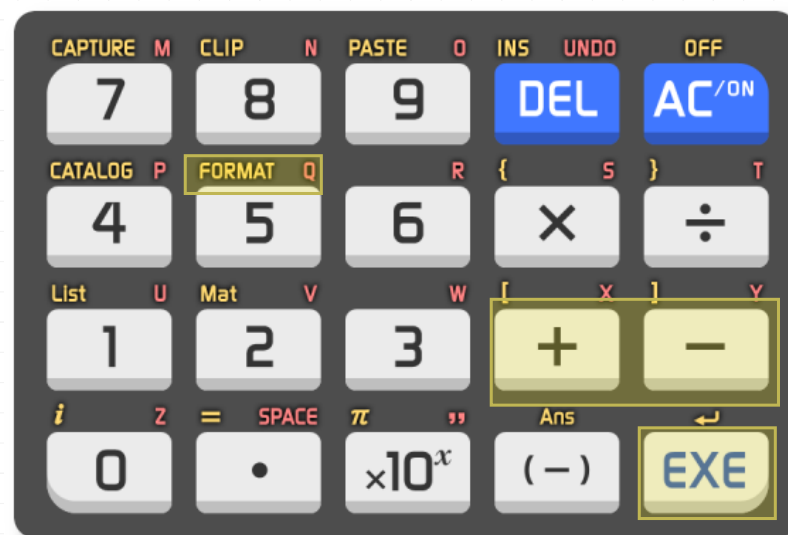 CAPTURE M CLIP N PASTE O INS UNDO OFF
7 8 9 DEL AC/ON
CATALOG P FORMAT Q R { S } T
4 5 6 × ÷
List U Mat V W [ X ] Y
1 2 3 + −
i Z = SPACE π " Ans ↵
0 • ×10x (−) EXE